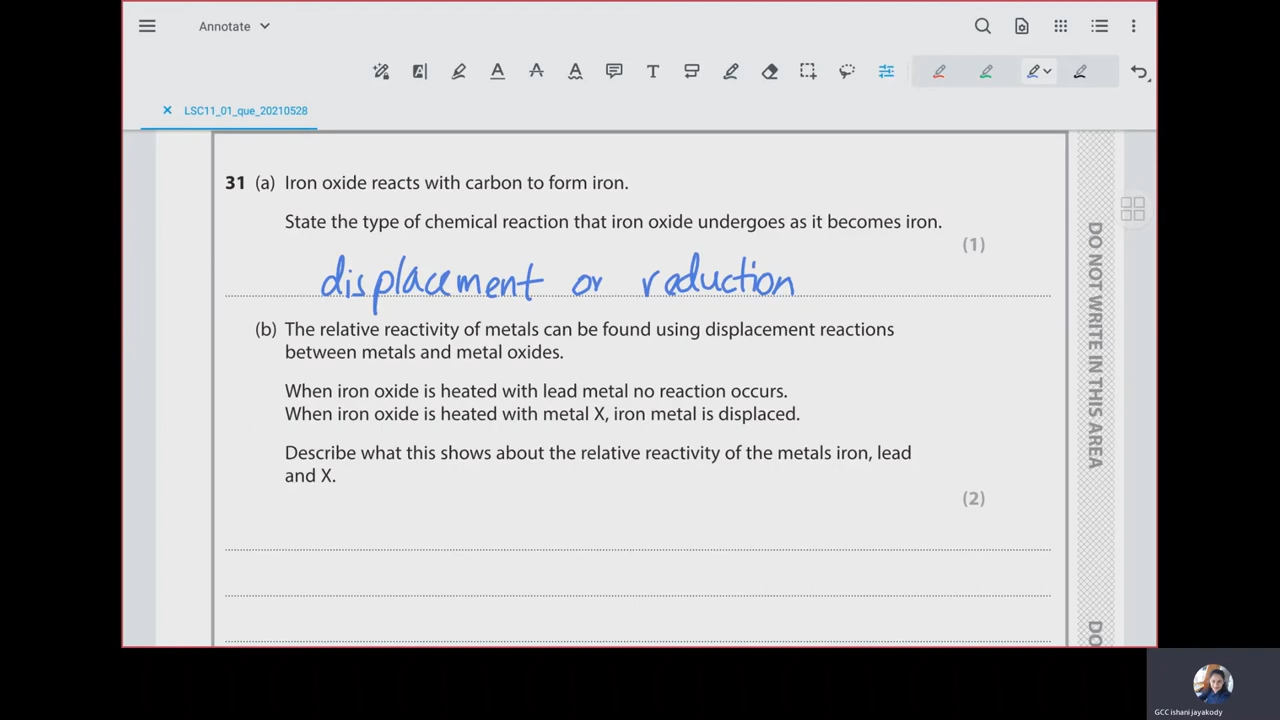 Annotate
LSC11_01_que_20210528
31 (a) Iron oxide reacts with carbon to form iron.
State the type of chemical reaction that iron oxide undergoes as it becomes iron.
(1)
displacement or reduction
(b) The relative reactivity of metals can be found using displacement reactions
between metals and metal oxides.
When iron oxide is heated with lead metal no reaction occurs.
When iron oxide is heated with metal X, iron metal is displaced.
Describe what this shows about the relative reactivity of the metals iron, lead
and X.
(2)
DO NOT WRITE IN THIS AREA
DO
GCC ishani jayakody